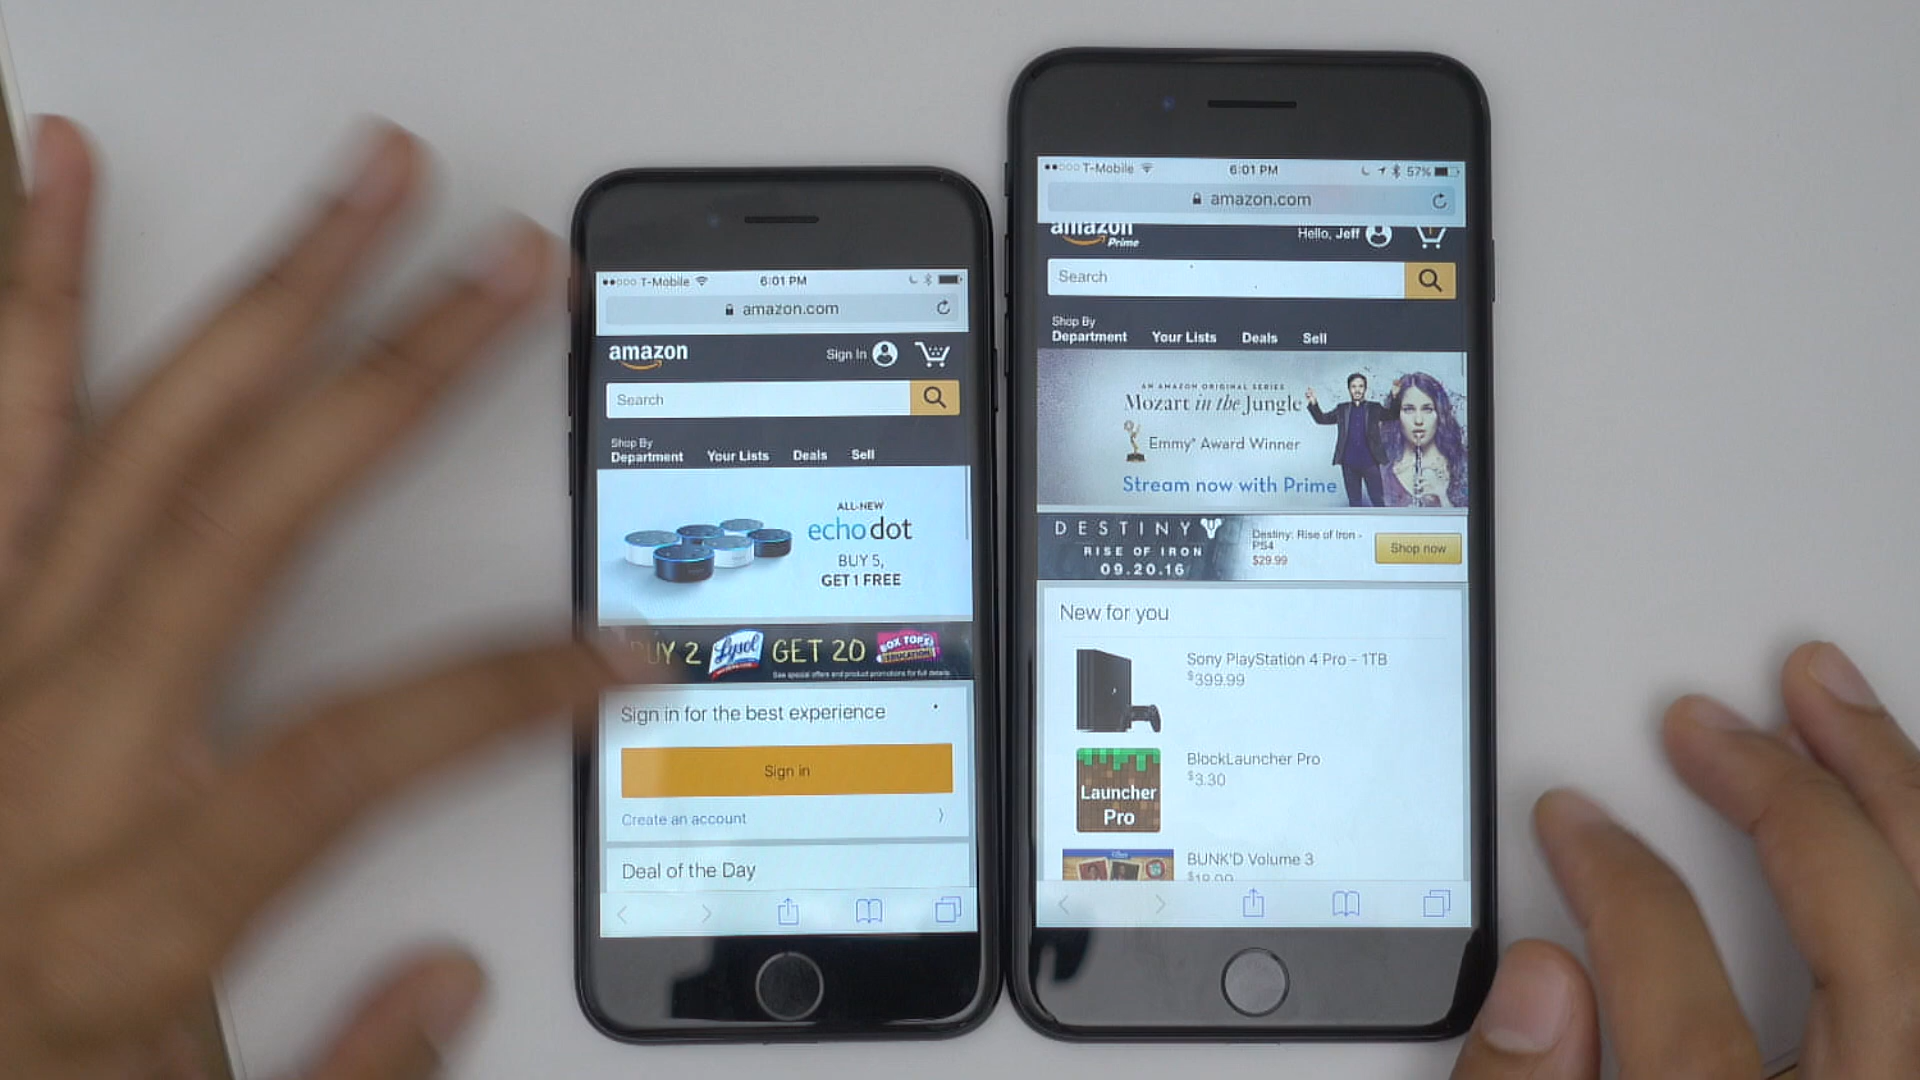 T-Mobile
6:01 PM
amazon.com
amazon
Sign In
Search
Shop By
Department
Your Lists
Deals
Sell
ALL-NEW
echo dot
BUY 5,
GET 1 FREE
UY 2 Lysol GET 20 BOX TOPS
EDUCATION
See special offers and product promotions for full details
Sign in for the best experience
Sign in
Create an account
Deal of the Day
T-Mobile
6:01 PM
57%
amazon.com
amazon
Prime
Hello, Jeff
1
Search
Shop By
Department
Your Lists
Deals
Sell
AN AMAZON ORIGINAL SERIES
Mozart in the Jungle
Emmy® Award Winner
Stream now with Prime
DESTINY
RISE OF IRON
09.20.16
Destiny: Rise of Iron -
PS4
$29.99
Shop now
New for you
Sony PlayStation 4 Pro - 1TB
$399.99
Launcher
Pro
BlockLauncher Pro
$3.30
BUNK'D Volume 3
$19.99